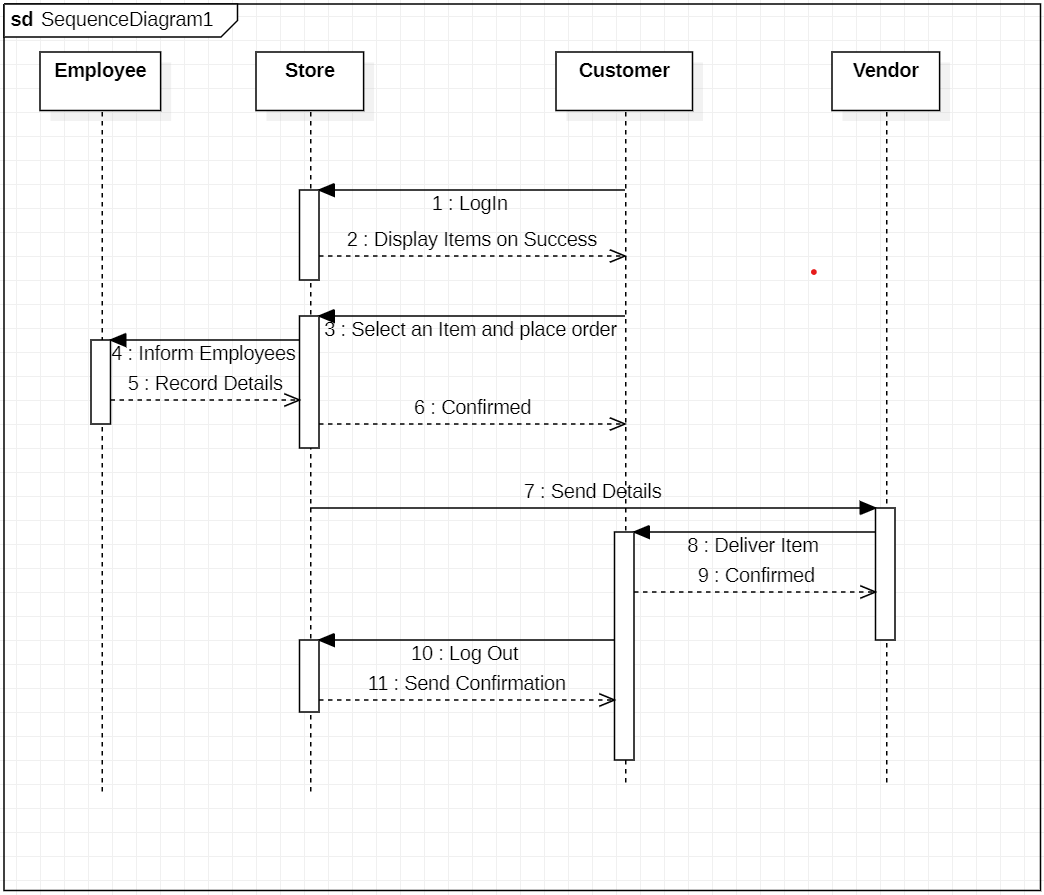 sd SequenceDiagram1
Employee
Store
Customer
Vendor
1 : LogIn
2 : Display Items on Success
3 : Select an Item and place order
4 : Inform Employees
5 : Record Details
6 : Confirmed
7 : Send Details
8 : Deliver Item
9 : Confirmed
10 : Log Out
11 : Send Confirmation